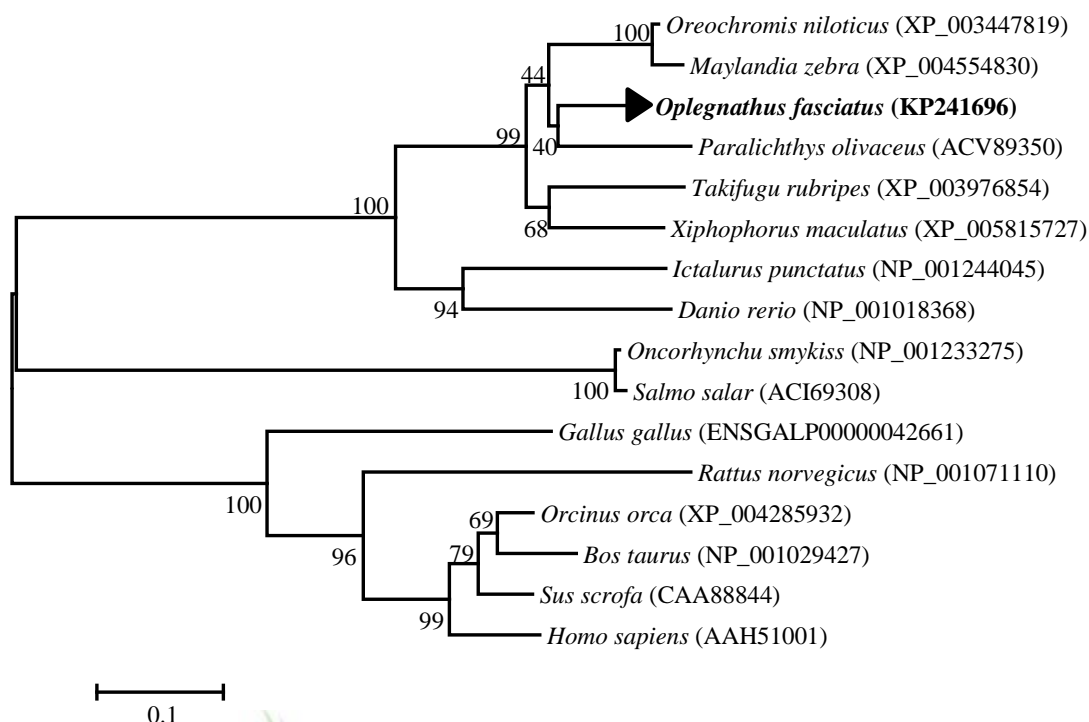 Oreochromis niloticus (XP_003447819)
100
Maylandia zebra (XP_004554830)
44
Oplegnathus fasciatus (KP241696)
99
40
Paralichthys olivaceus (ACV89350)
Takifugu rubripes (XP_003976854)
100
68
Xiphophorus maculatus (XP_005815727)
Ictalurus punctatus (NP_001244045)
94
Danio rerio (NP_001018368)
Oncorhynchu smykiss (NP_001233275)
100
Salmo salar (ACI69308)
Gallus gallus (ENSGALP00000042661)
Rattus norvegicus (NP_001071110)
100
69
Orcinus orca (XP_004285932)
96
79
Bos taurus (NP_001029427)
Sus scrofa (CAA88844)
99
Homo sapiens (AAH51001)
0.1